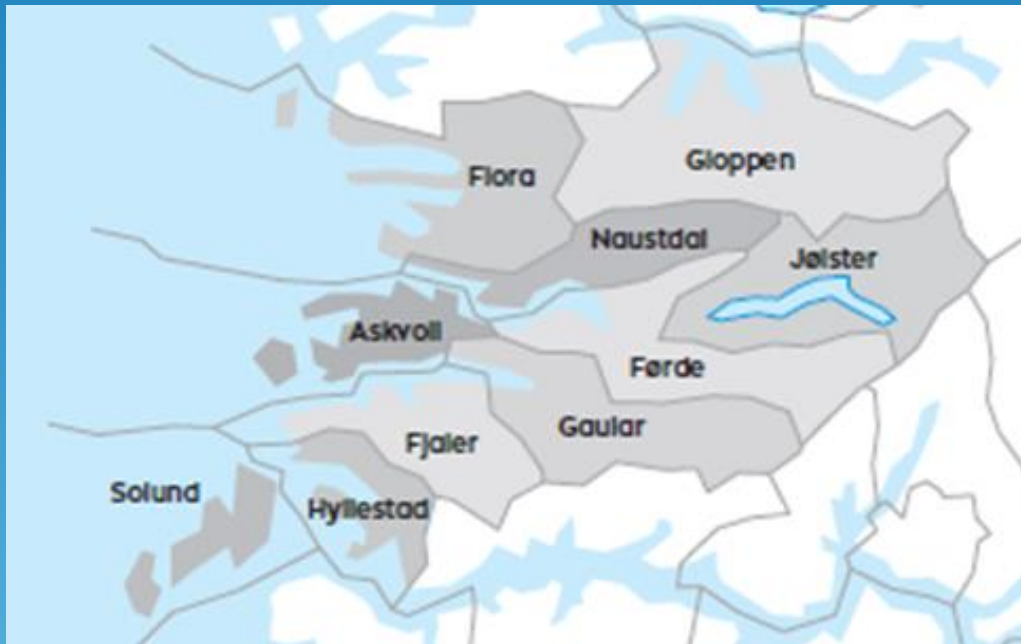 Gloppen
Flora
Naustdal
Jølster
Askvoll
Førde
Gaular
Fjaler
Solund
Hyllestad